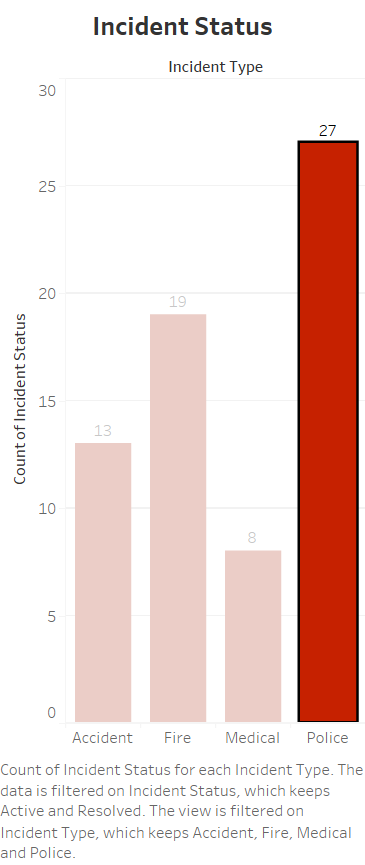 Incident Status
Incident Type
30
25
20
15
10
5
0
Count of Incident Status
13
19
8
27
Accident Fire Medical Police
Count of Incident Status for each Incident Type. The
data is filtered on Incident Status, which keeps
Active and Resolved. The view is filtered on
Incident Type, which keeps Accident, Fire, Medical
and Police.